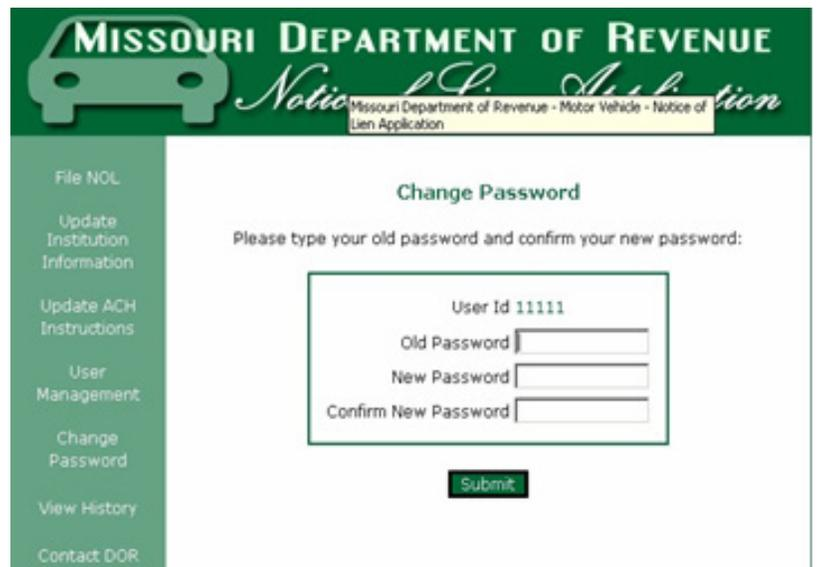 MISSOURI DEPARTMENT OF REVENUE
Missouri Department of Revenue - Motor Vehicle - Notice of
Lien Application
File NOL
Update
Institution
Information
Update ACH
Instructions
User
Management
Change
Password
View History
Contact DOR
Change Password
Please type your old password and confirm your new password:
User Id 11111
Old Password
New Password
Confirm New Password
Submit